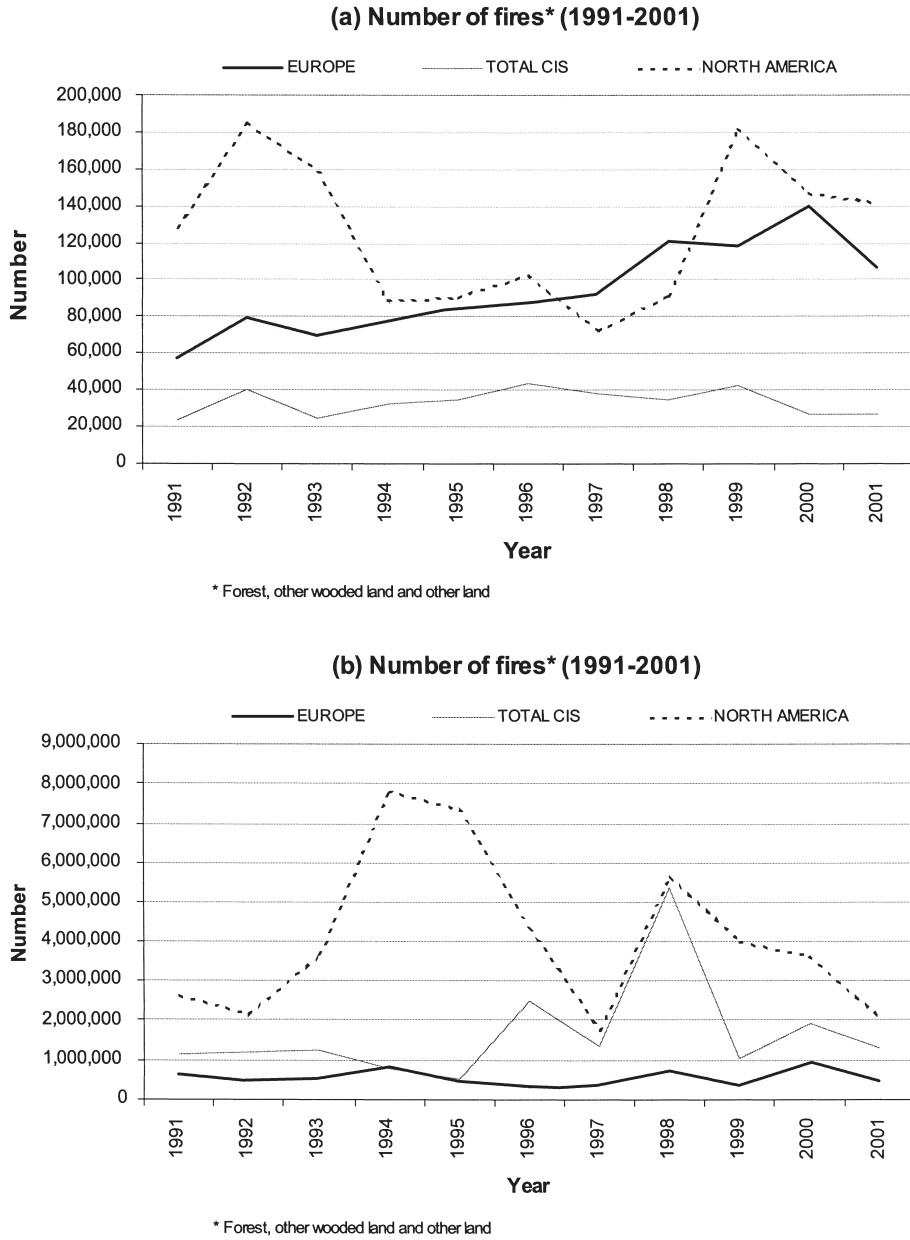 (a) Number of fires* (1991-2001)
EUROPE TOTAL CIS NORTH AMERICA
200,000
180,000
160,000
140,000
120,000
100,000
80,000
60,000
40,000
20,000
0
Number
1991 1992 1993 1994 1995 1996 1997 1998 1999 2000 2001
Year
* Forest, other wooded land and other land
(b) Number of fires* (1991-2001)
EUROPE TOTAL CIS NORTH AMERICA
9,000,000
8,000,000
7,000,000
6,000,000
5,000,000
4,000,000
3,000,000
2,000,000
1,000,000
0
Number
1991 1992 1993 1994 1995 1996 1997 1998 1999 2000 2001
Year
* Forest, other wooded land and other land